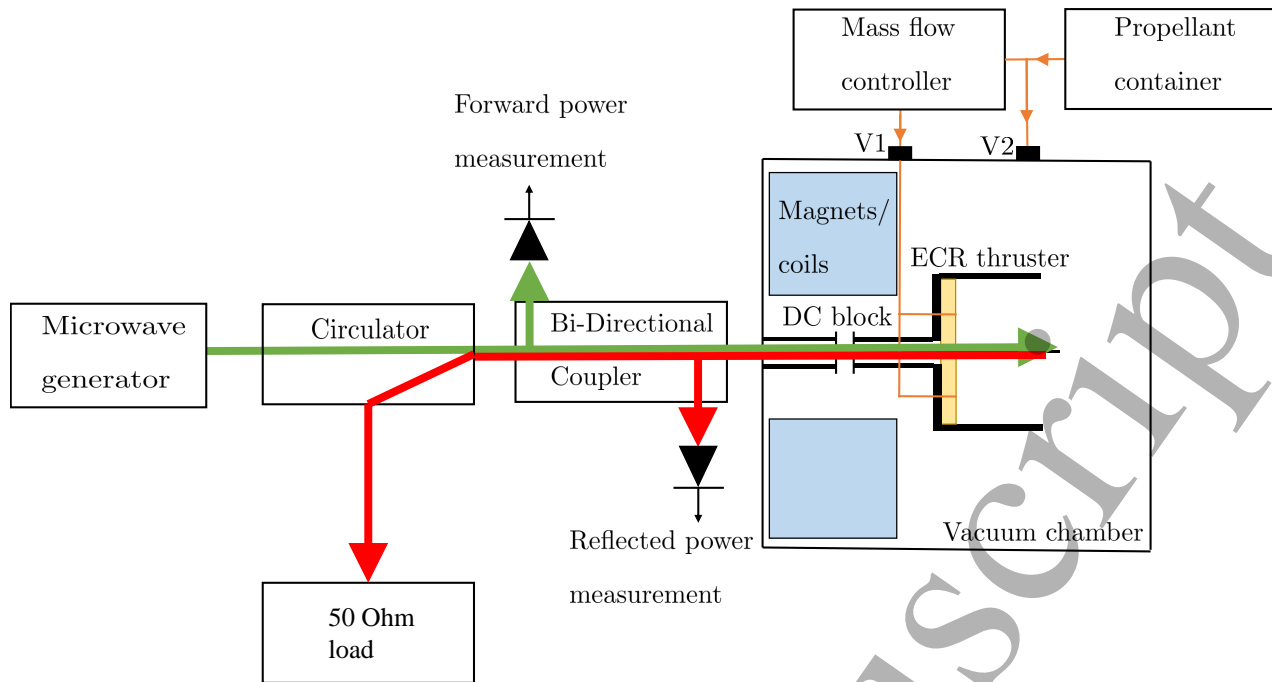 Mass flow
controller
Propellant
container
Forward power
measurement
V1
V2
Magnets/
coils
ECR thruster
DC block
Microwave
generator
Circulator
Bi-Directional
Coupler
Reflected power
measurement
Vacuum chamber
50 Ohm
load
uscript